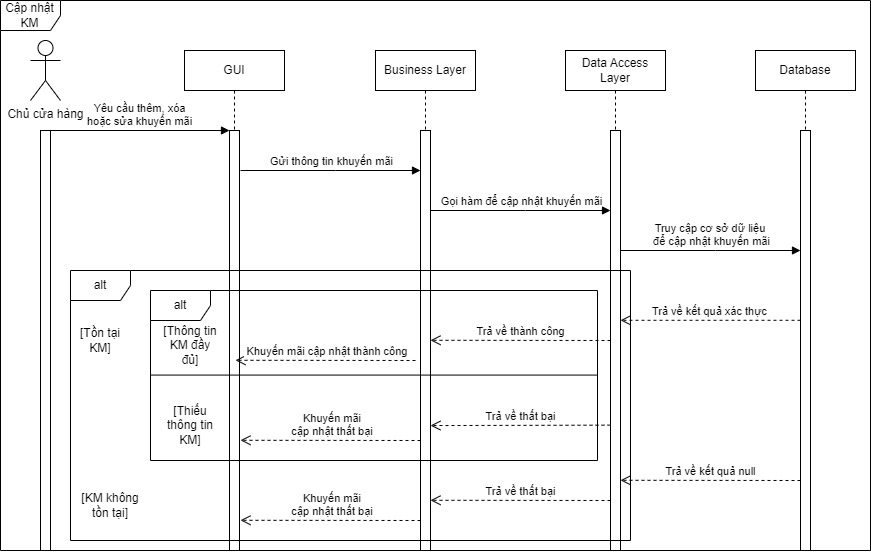 Cập nhật
KM
Chủ cửa hàng
GUI
Business Layer
Data Access
Layer
Database
Yêu cầu thêm, xóa
hoặc sửa khuyến mãi
Gửi thông tin khuyến mãi
Gọi hàm để cập nhật khuyến mãi
Truy cập cơ sở dữ liệu
để cập nhật khuyến mãi
alt
alt
[Tồn tại
KM]
[Thông tin
KM đầy
đủ]
Trả về kết quả xác thực
Trả về thành công
Khuyến mãi cập nhật thành công
[Thiếu
thông tin
KM]
Trả về thất bại
Khuyến mãi
cập nhật thất bại
Trả về kết quả null
[KM không
tồn tại]
Trả về thất bại
Khuyến mãi
cập nhật thất bại